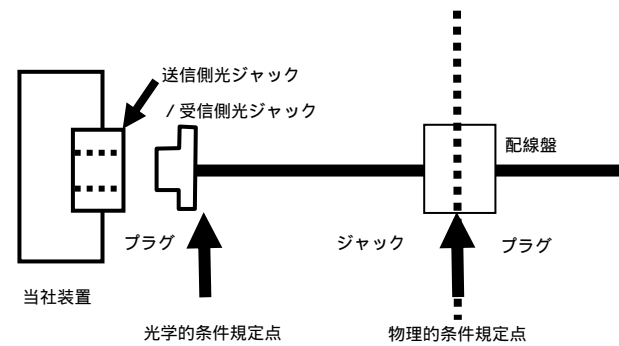 送信側光ジャック
/受信側光ジャック
配線盤
プラグ
ジャック
プラグ
当社装置
光学的条件規定点
物理的条件規定点